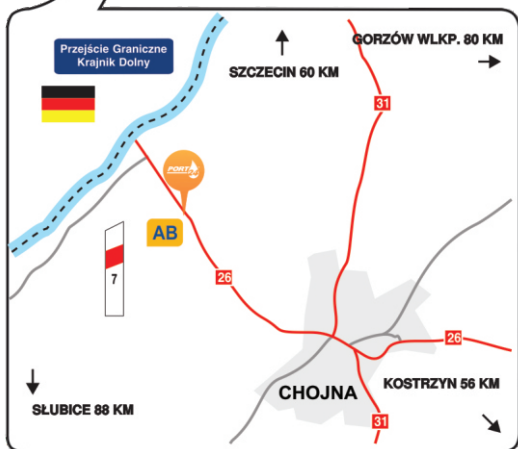 Przejście Graniczne
Krajnik Dolny
SZCZECIN 60 KM
GORZÓW WLKP. 80 KM
31
PORTA
AB
7
26
26
CHOJNA
KOSTRZYN 56 KM
SŁUBICE 88 KM
31